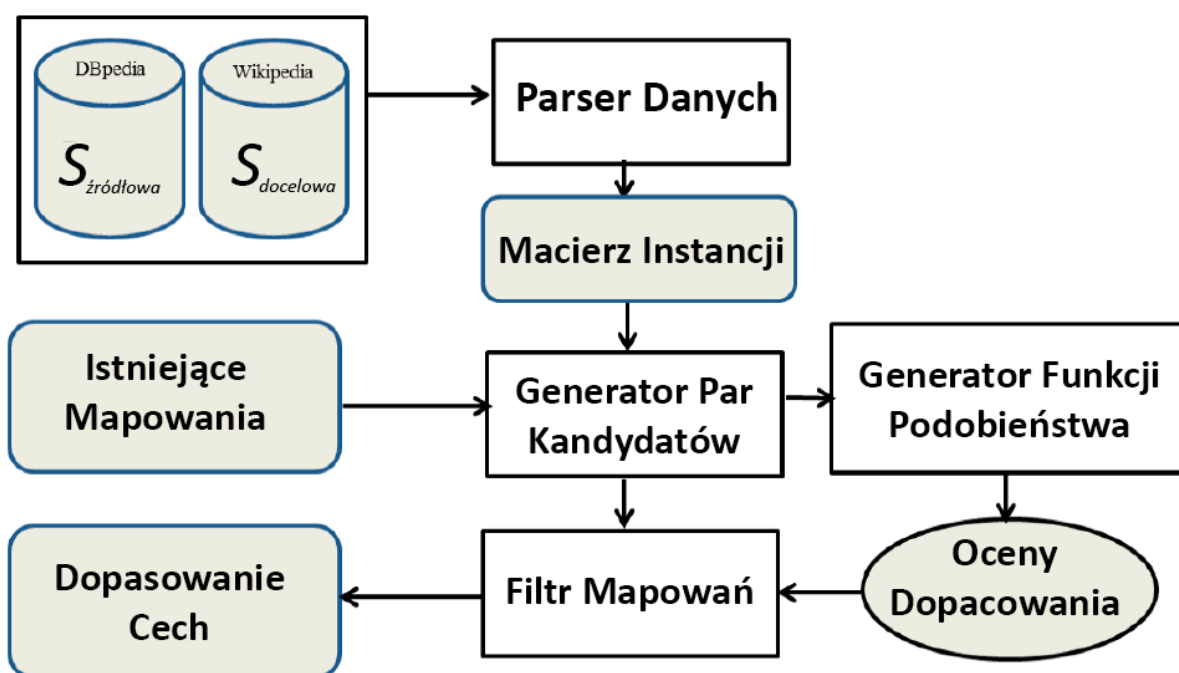 DBpedia
Wikipedia
S źródłowa
S docelowa
Parser Danych
Macierz Instancji
Istniejące
Mapowania
Generator Par
Kandydatów
Generator Funkcji
Podobieństwa
Dopasowanie
Cech
Filtr Mapowań
Oceny
Dopacowania